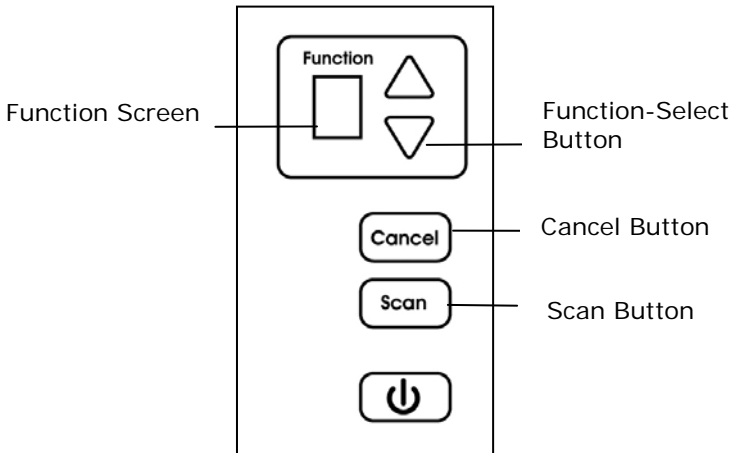 Function
Function Screen
Function-Select
Button
Cancel
Cancel Button
Scan
Scan Button